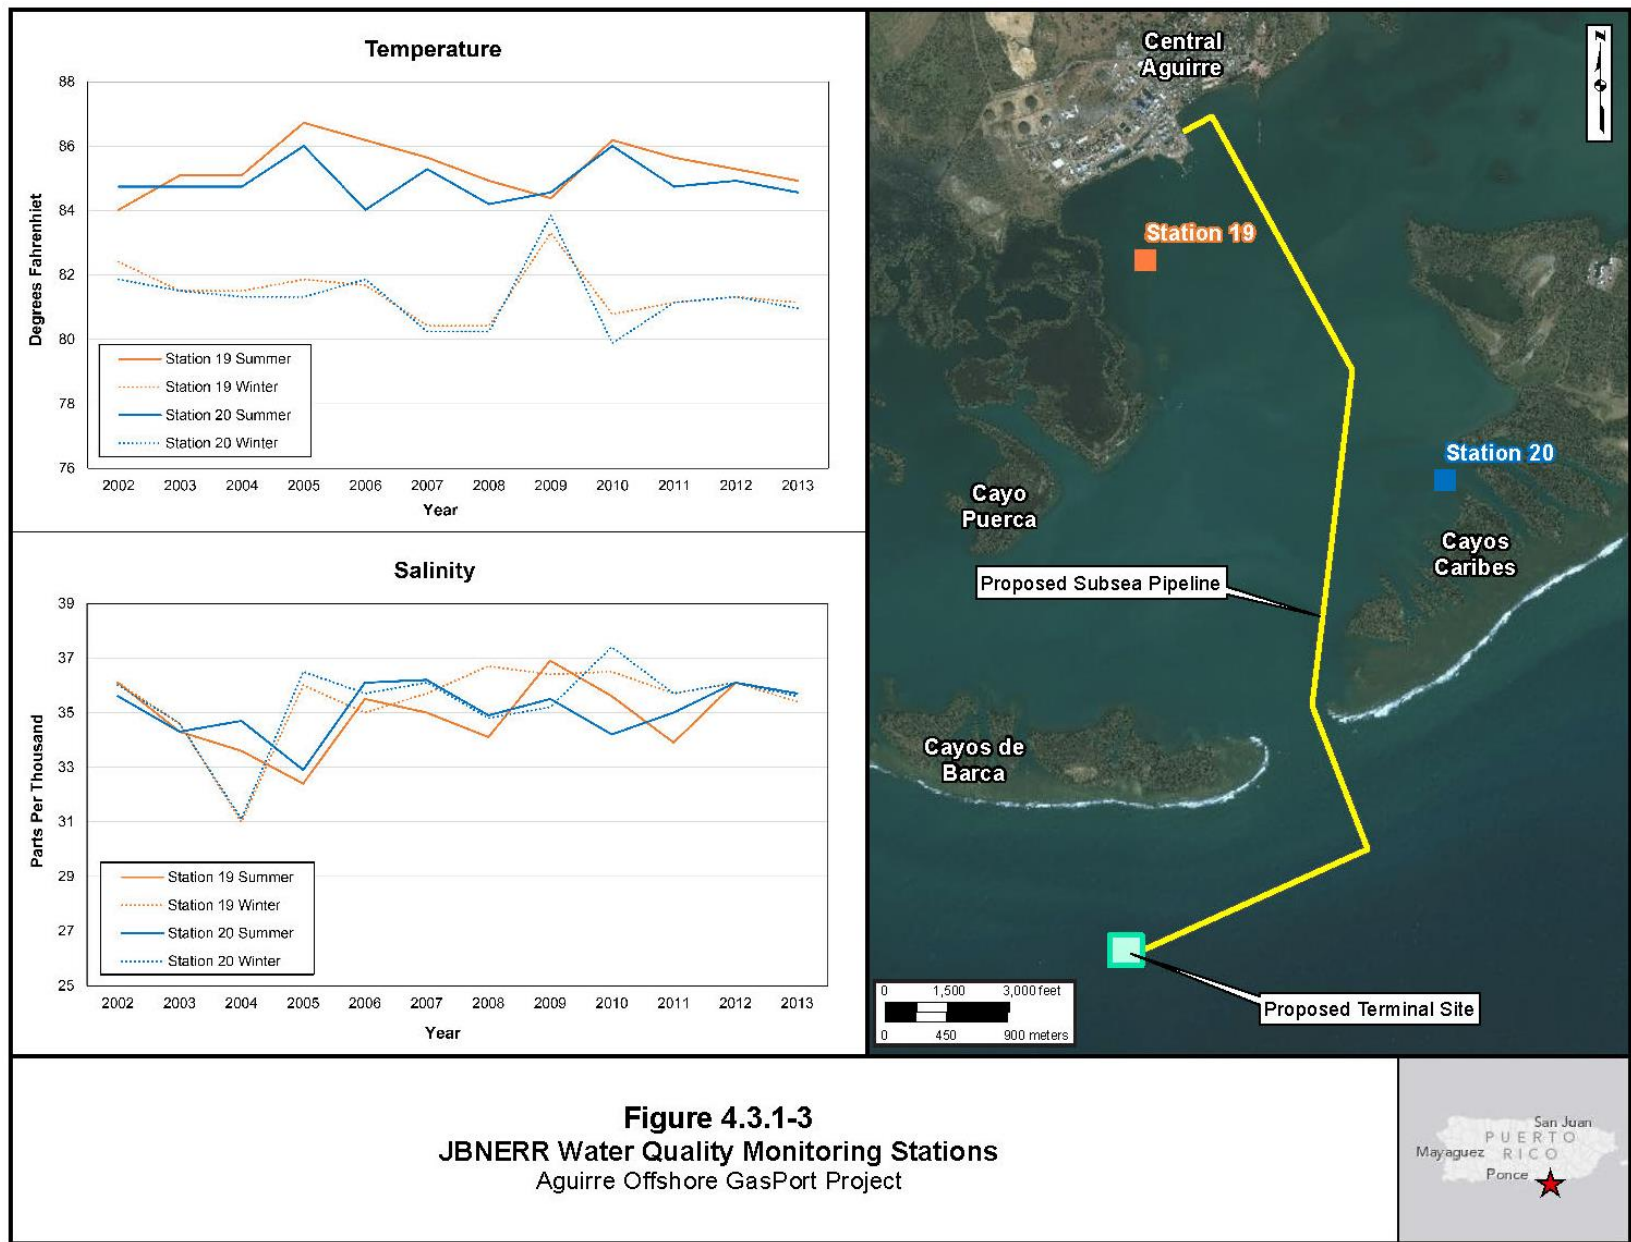 Temperature
88
86
84
82
80
78
76
Degrees Fahrenhiet
Station 19 Summer
Station 19 Winter
Station 20 Summer
Station 20 Winter
2002 2003 2004 2005 2006 2007 2008 2009 2010 2011 2012 2013
Year
Salinity
39
37
35
33
31
29
27
25
Parts Per Thousand
Station 19 Summer
Station 19 Winter
Station 20 Summer
Station 20 Winter
2002 2003 2004 2005 2006 2007 2008 2009 2010 2011 2012 2013
Year
Central
Aguirre
N
Station 19
Station 20
Cayo
Puerca
Cayos
Caribes
Proposed Subsea Pipeline
Cayos de
Barca
Proposed Terminal Site
0 1,500 3,000 feet
0 450 900 meters
Figure 4.3.1-3
JBNERR Water Quality Monitoring Stations
Aguirre Offshore GasPort Project
San Juan
PUERTO
Mayaguez RICO
Ponce